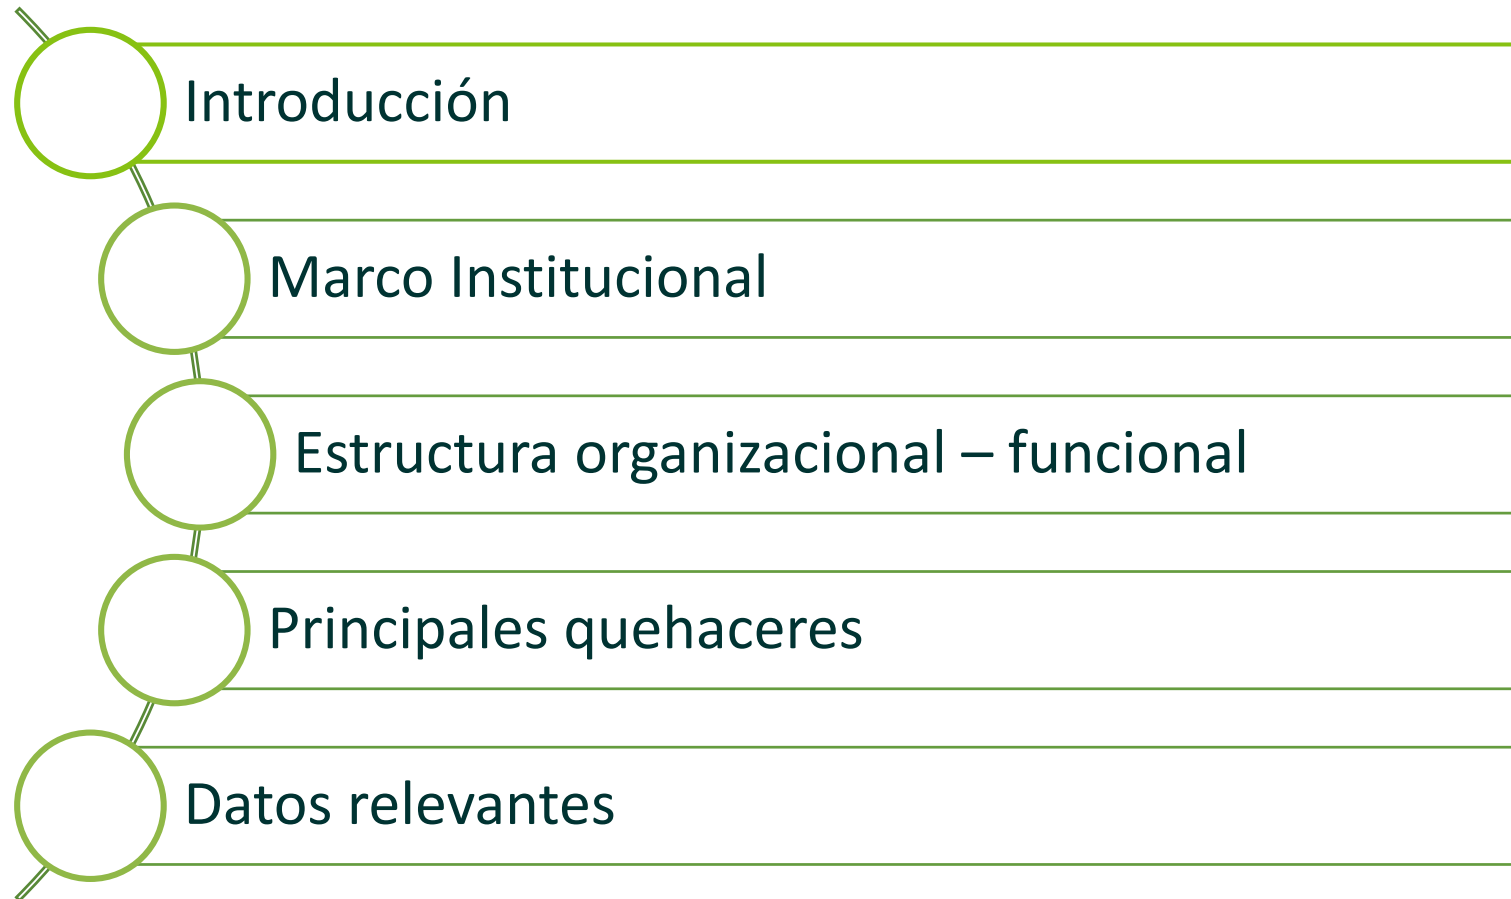 Introducción
Marco Institucional
Estructura organizacional – funcional
Principales quehaceres
Datos relevantes